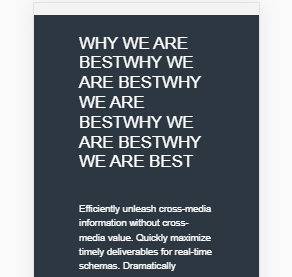 WHY WE ARE
BESTWHY WE
ARE BESTWHY
WE ARE
BESTWHY WE
ARE BESTWHY
WE ARE BEST
Efficiently unleash cross-media
information without cross-
media value. Quickly maximize
timely deliverables for real-time
schemas. Dramatically